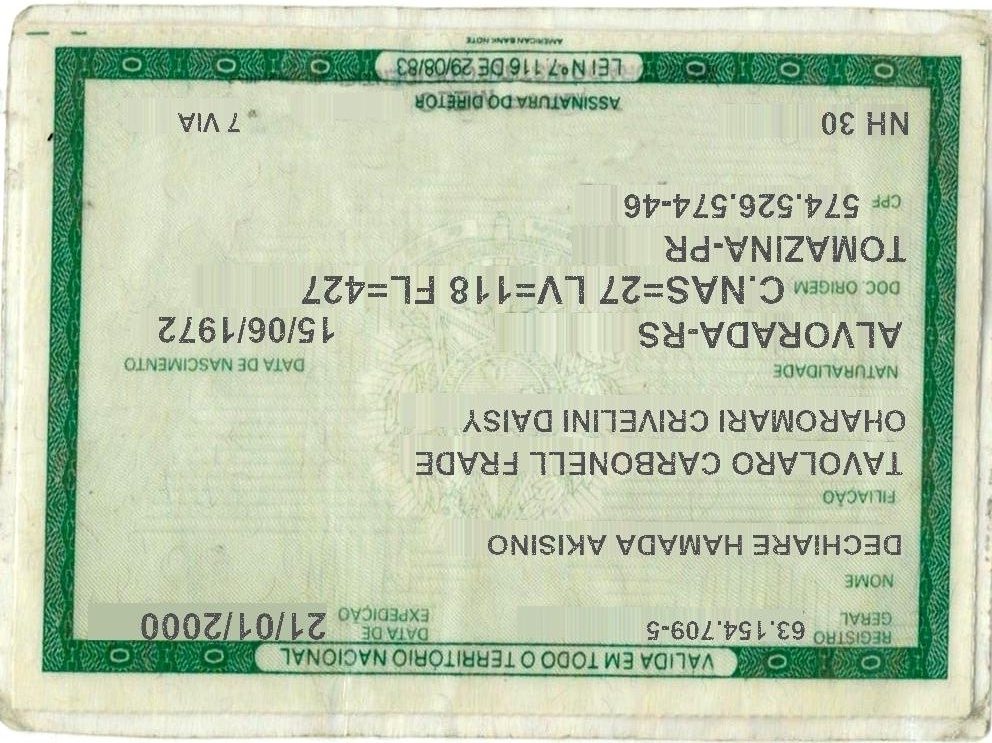 VÁLIDA EM TODO O TERRITÓRIO NACIONAL
REGISTRO GERAL 63.154.709-5 DATA DE EXPEDIÇÃO 21/01/2000
NOME
DECHIARE HAMADA AKISINO
FILIAÇÃO
TAVOLARO CARBONELL FRADE
OHAROMARI CRIVELINI DAISY
NATURALIDADE DATA DE NASCIMENTO
ALVORADA-RS 15/06/1972
DOC. ORIGEM C.NAS=27 LV=118 FL=427
TOMAZINA-PR
CPF 574.526.574-46
NH 30 7 VIA
ASSINATURA DO DIRETOR
LEI Nº 7.116 DE 29/08/83
AMERICAN BANK NOTE